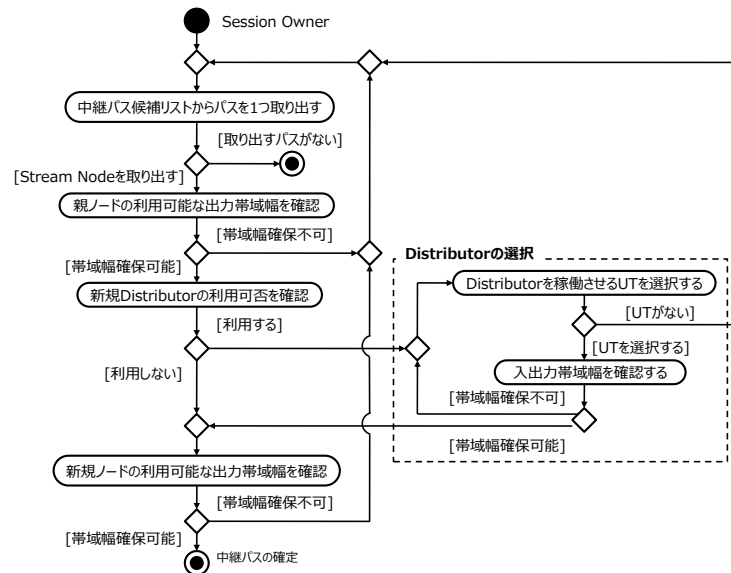 Session Owner
中継パス候補リストからパスを1つ取り出す
[取り出すパスがない]
[Stream Nodeを取り出す]
親ノードの利用可能な出力帯域幅を確認
[帯域幅確保不可]
[帯域幅確保可能]
新規Distributorの利用可否を確認
[利用する]
[利用しない]
Distributorの選択
Distributorを稼働させるUTを選択する
[UTがない]
[UTを選択する]
入出力帯域幅を確認する
[帯域幅確保不可]
[帯域幅確保可能]
新規ノードの利用可能な出力帯域幅を確認
[帯域幅確保不可]
[帯域幅確保可能]
中継パスの確定